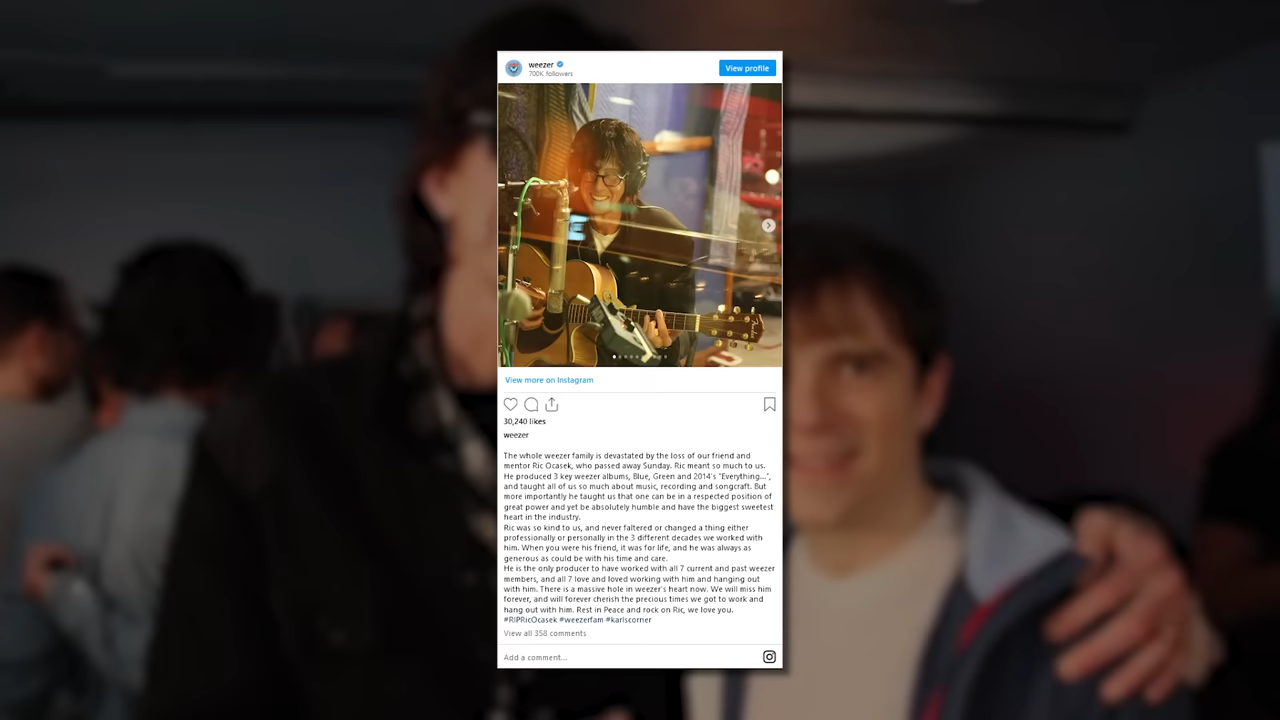 weezer
700K followers
View profile
View more on Instagram
30,240 likes
weezer
The whole weezer family is devastated by the loss of our friend and
mentor Ric Ocasek, who passed away Sunday. Ric meant so much to us.
He produced 3 key weezer albums, Blue, Green and 2014's "Everything...",
and taught all of us so much about music, recording and songcraft. But
more importantly he taught us that one can be in a respected position of
great power and yet be absolutely humble and have the biggest sweetest
heart in the industry.
Ric was so kind to us, and never faltered or changed a thing either
professionally or personally in the 3 different decades we worked with
him. When you were his friend, it was for life, and he was always as
generous as could be with his time and care.
He is the only producer to have worked with all 7 current and past weezer
members, and all 7 love and loved working with him and hanging out
with him. There is a massive hole in weezer's heart now. We will miss him
forever, and will forever cherish the precious times we got to work and
hang out with him. Rest in Peace and rock on Ric, we love you.
#RIPRicOcasek #weezerfam #karlscorner
View all 358 comments
Add a comment...